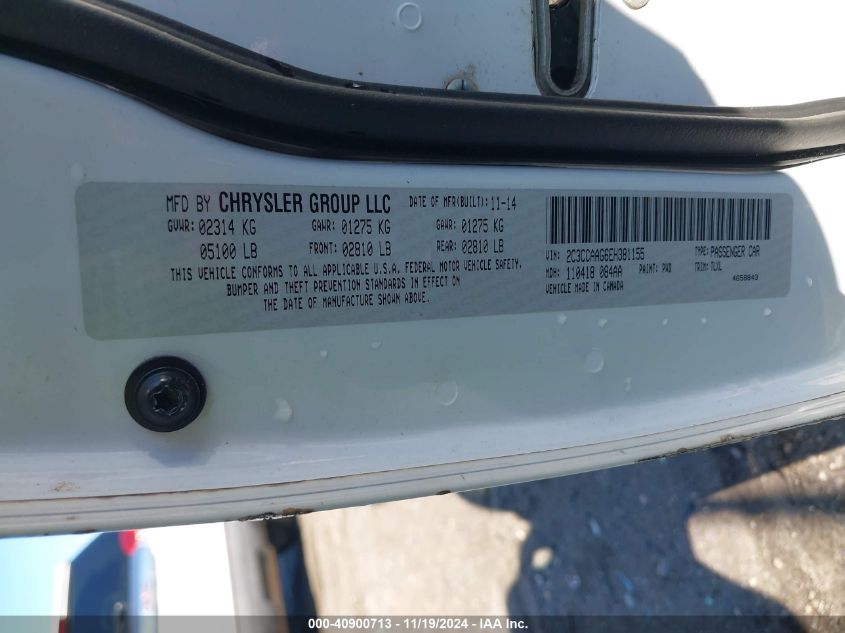 MFD BY CHRYSLER GROUP LLC DATE OF MFR(BUILT): 11-14
GVWR: 02314 KG GAWR: 01275 KG GAWR: 01275 KG
05100 LB FRONT: 02810 LB REAR: 02810 LB
THIS VEHICLE CONFORMS TO ALL APPLICABLE U.S.A. FEDERAL MOTOR VEHICLE SAFETY,
BUMPER AND THEFT PREVENTION STANDARDS IN EFFECT ON
THE DATE OF MANUFACTURE SHOWN ABOVE.
VIN: 2C3CCAAG6EH381155 TYPE: PASSENGER CAR
MDH: 110418 084AA PAINT: PW3 TRIM: TLXL
VEHICLE MADE IN CANADA 4658843
000-40900713 - 11/19/2024 - IAA Inc.